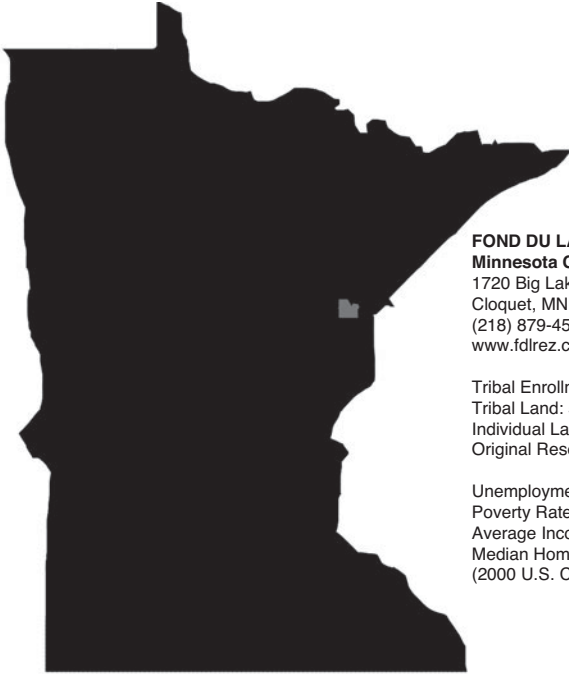 FOND DU LA
Minnesota C
1720 Big Lak
Cloquet, MN
(218) 879-45
www.fdlrez.c
Tribal Enrollm
Tribal Land:
Individual La
Original Rese
Unemployme
Poverty Rate
Average Inco
Median Hom
(2000 U.S. C